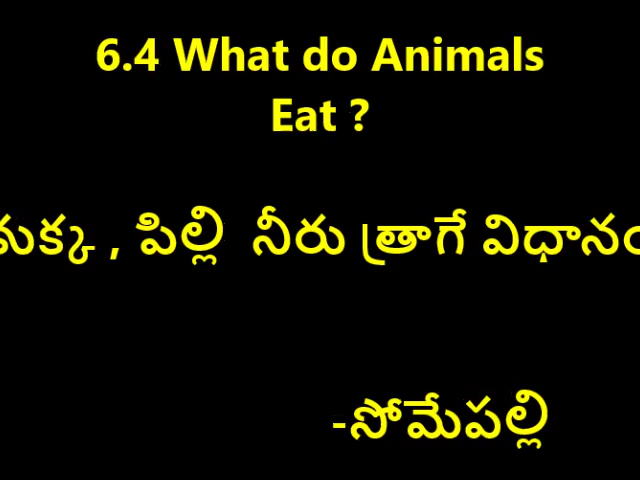 6.4 What do Animals
Eat ?
నుక్క , పిల్లి నీరు త్రాగే విధానం
-సోమేపల్లి